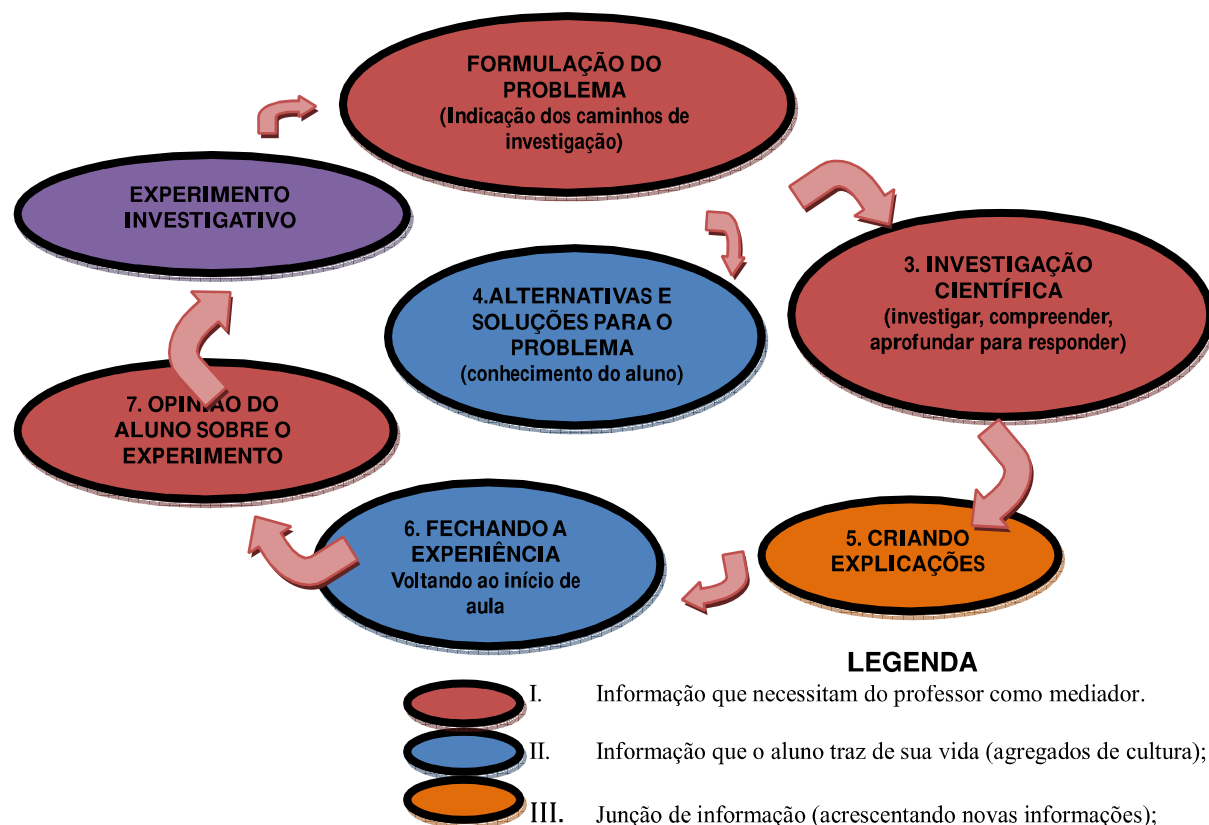 FORMULAÇÃO DO
PROBLEMA
(Indicação dos caminhos de
investigação)
EXPERIMENTO
INVESTIGATIVO
3. INVESTIGAÇÃO
CIENTÍFICA
(investigar, compreender,
aprofundar para responder)
4.ALTERNATIVAS E
SOLUÇÕES PARA O
PROBLEMA
(conhecimento do aluno)
7. OPINIÃO DO
ALUNO SOBRE O
EXPERIMENTO
6. FECHANDO A
EXPERIÊNCIA
Voltando ao início de
aula
5. CRIANDO
EXPLICAÇÕES
LEGENDA
I. Informação que necessitam do professor como mediador.
II. Informação que o aluno traz de sua vida (agregados de cultura);
III. Junção de informação (acrescentando novas informações);